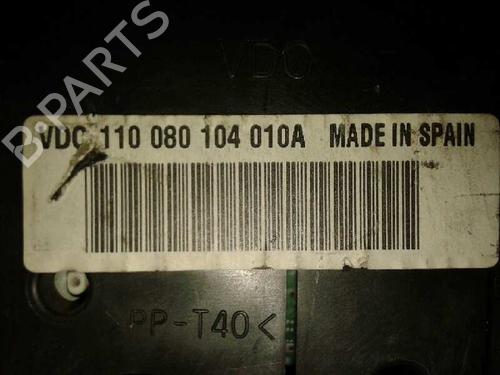 VDO
VDO 110 080 104 010A MADE IN SPAIN
PP-T40<
B-PARTS